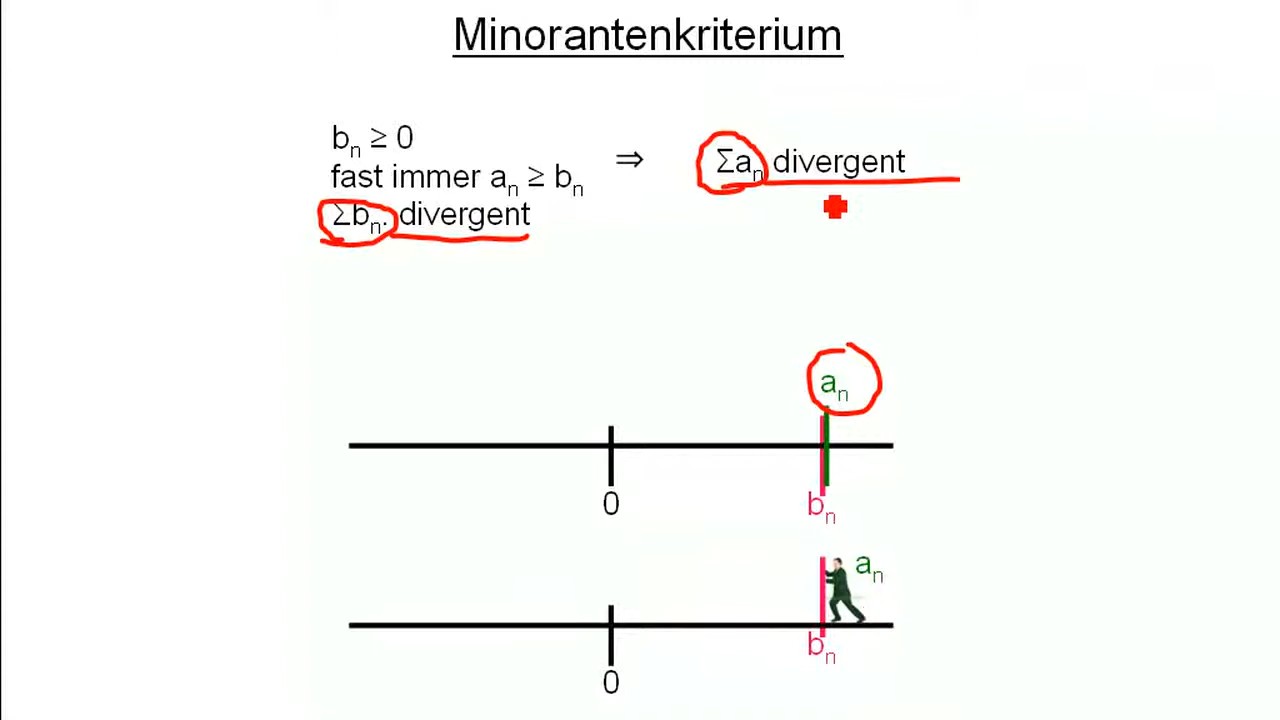 Minorantenkriterium
bₙ ≥ 0
fast immer aₙ ≥ bₙ
Σbₙ. divergent
⇒
Σaₙ divergent
aₙ
0
bₙ
aₙ
bₙ
0